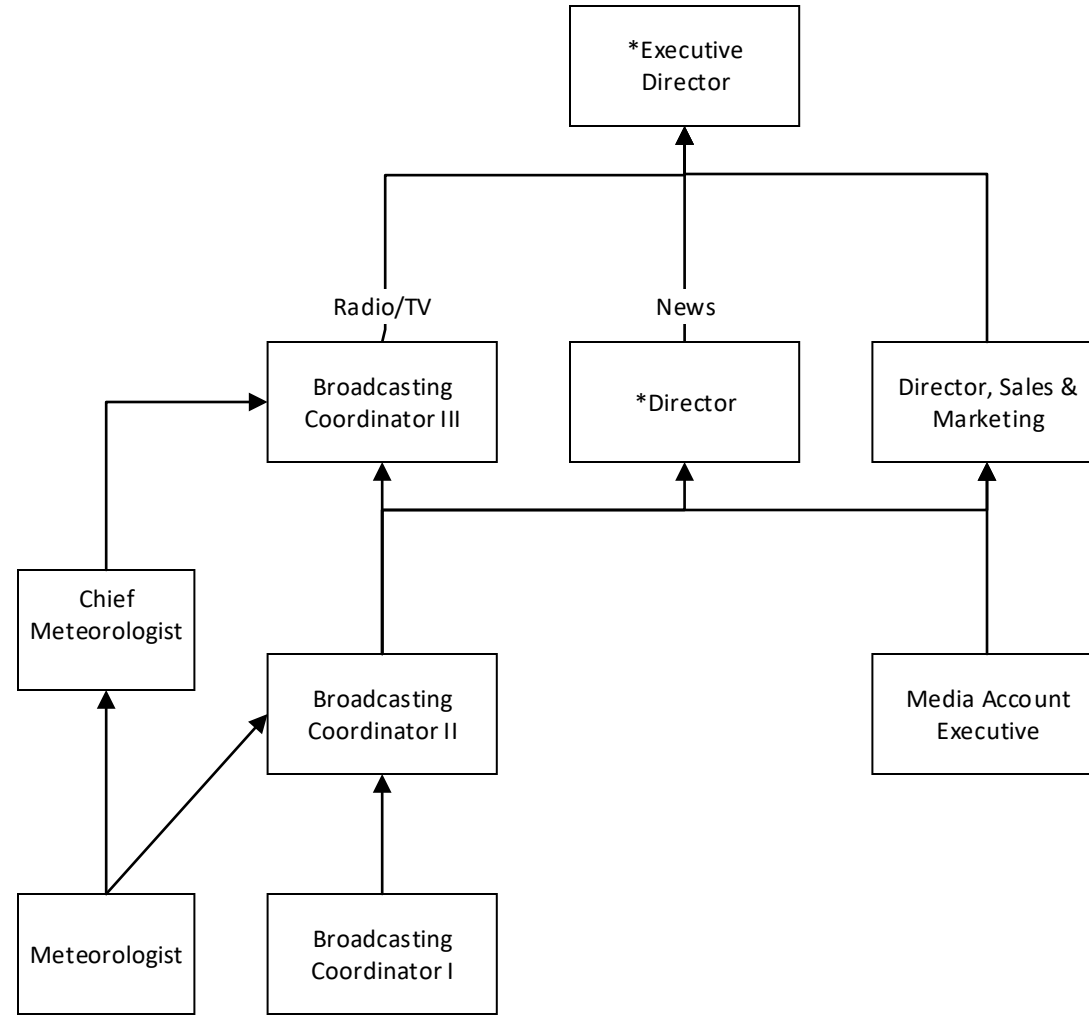 *Executive
Director
Radio/TV
News
Broadcasting
Coordinator III
*Director
Director, Sales &
Marketing
Chief
Meteorologist
Broadcasting
Coordinator II
Media Account
Executive
Meteorologist
Broadcasting
Coordinator I